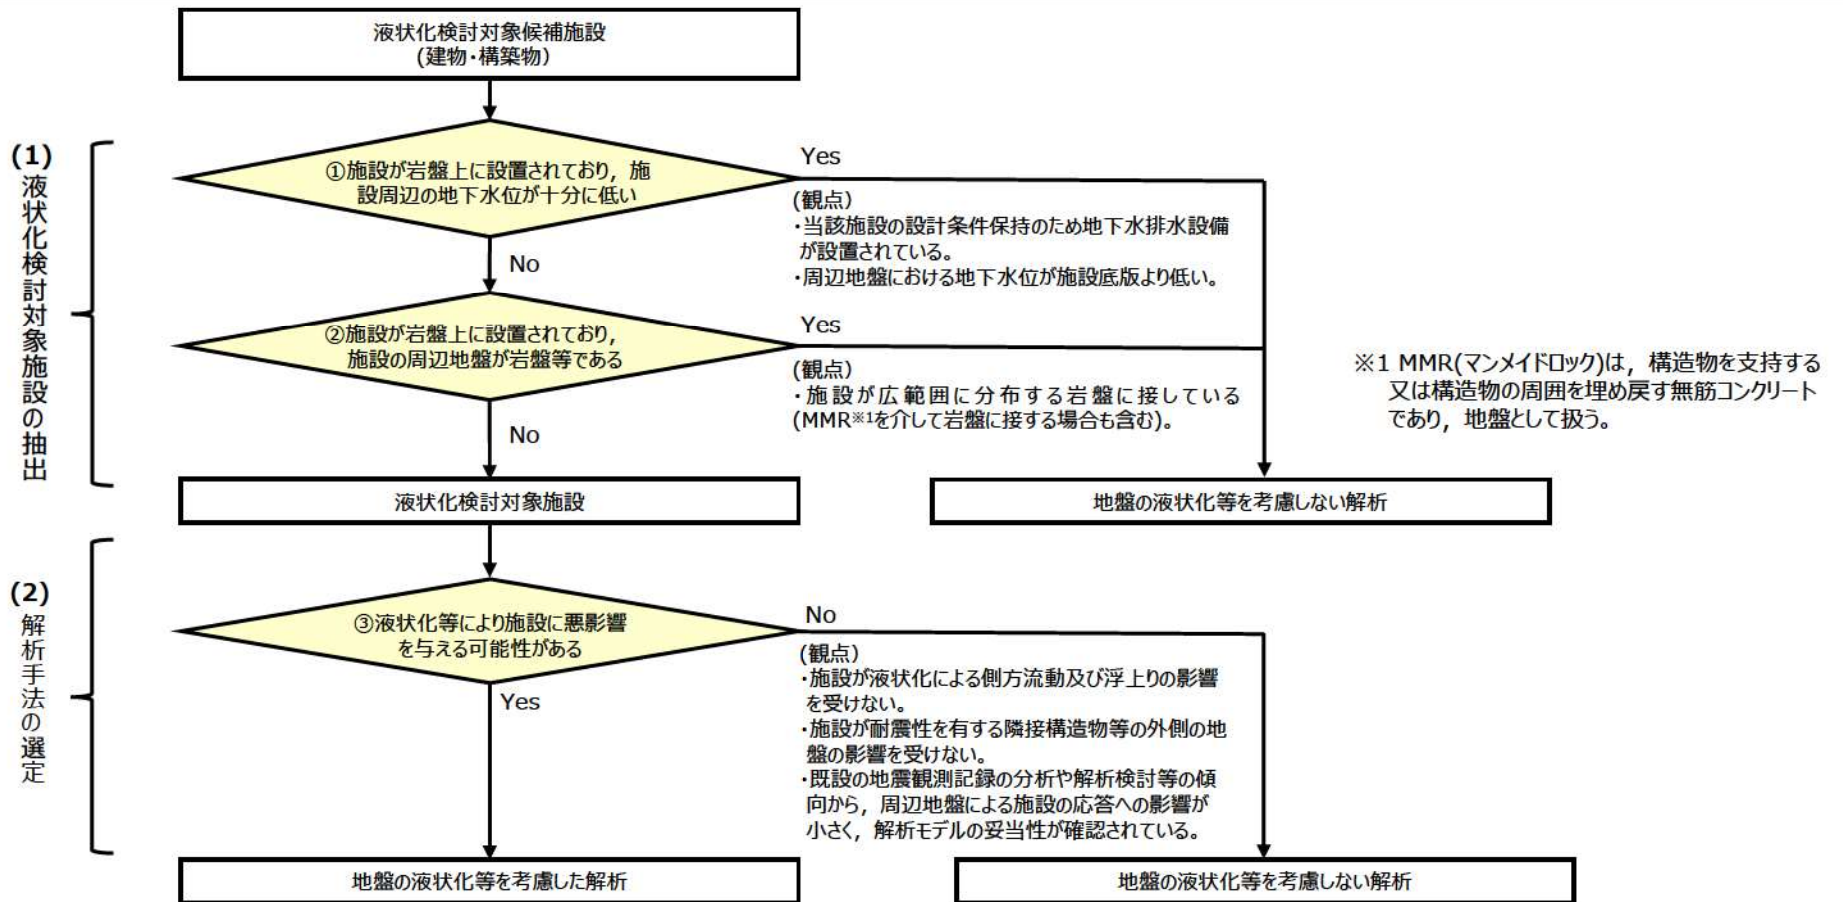 液状化検討対象候補施設
(建物・構築物)
(1)
液状化検討対象施設の抽出
①施設が岩盤上に設置されており，施
設周辺の地下水位が十分に低い
Yes
(観点)
・当該施設の設計条件保持のため地下水排水設備
が設置されている。
・周辺地盤における地下水位が施設底版より低い。
No
②施設が岩盤上に設置されており，
施設の周辺地盤が岩盤等である
Yes
(観点)
・施設が広範囲に分布する岩盤に接している
(MMR※1を介して岩盤に接する場合も含む)。
※1 MMR(マンメイドロック)は，構造物を支持する
又は構造物の周囲を埋め戻す無筋コンクリート
であり，地盤として扱う。
No
液状化検討対象施設
地盤の液状化等を考慮しない解析
(2)
解析手法の選定
③液状化等により施設に悪影響
を与える可能性がある
No
(観点)
・施設が液状化による側方流動及び浮上りの影響
を受けない。
・施設が耐震性を有する隣接構造物等の外側の地
盤の影響を受けない。
・既設の地震観測記録の分析や解析検討等の傾
向から，周辺地盤による施設の応答への影響が
小さく，解析モデルの妥当性が確認されている。
Yes
地盤の液状化等を考慮した解析
地盤の液状化等を考慮しない解析